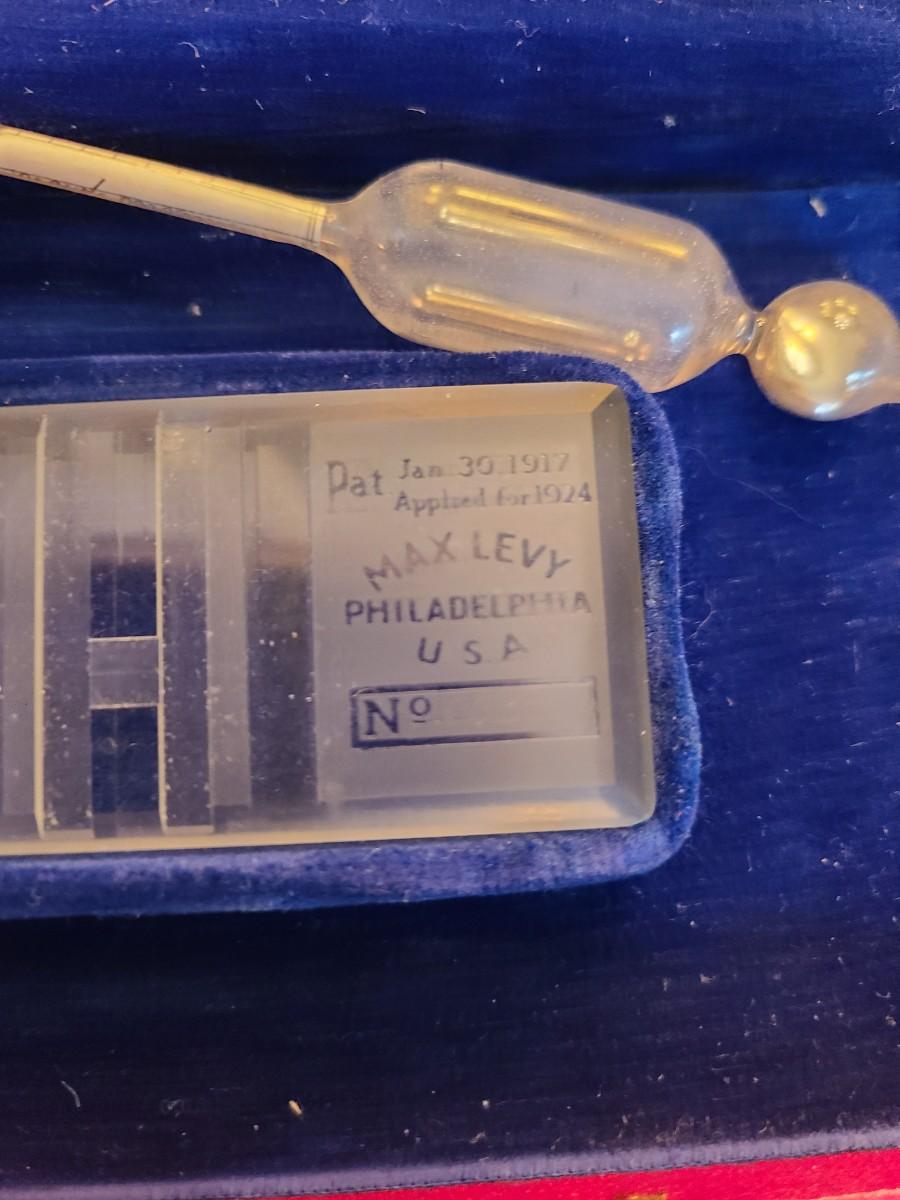 Pat Jan 30 1917
Applied for 1924
MAX LEVY
PHILADELPHIA
U S A
Nº